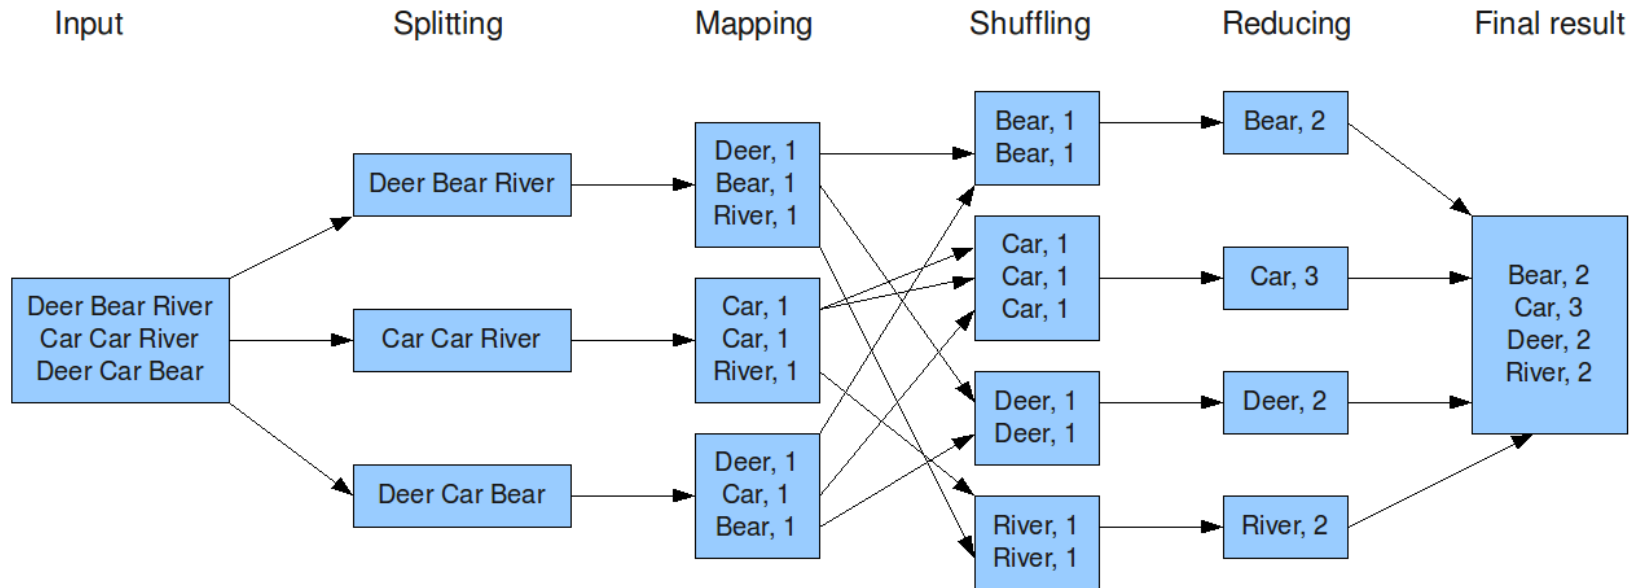 Input
Splitting
Mapping
Shuffling
Reducing
Final result
Deer Bear River
Car Car River
Deer Car Bear
Deer Bear River
Car Car River
Deer Car Bear
Deer, 1
Bear, 1
River, 1
Car, 1
Car, 1
River, 1
Deer, 1
Car, 1
Bear, 1
Bear, 1
Bear, 1
Car, 1
Car, 1
Car, 1
Deer, 1
Deer, 1
River, 1
River, 1
Bear, 2
Car, 3
Deer, 2
River, 2
Bear, 2
Car, 3
Deer, 2
River, 2